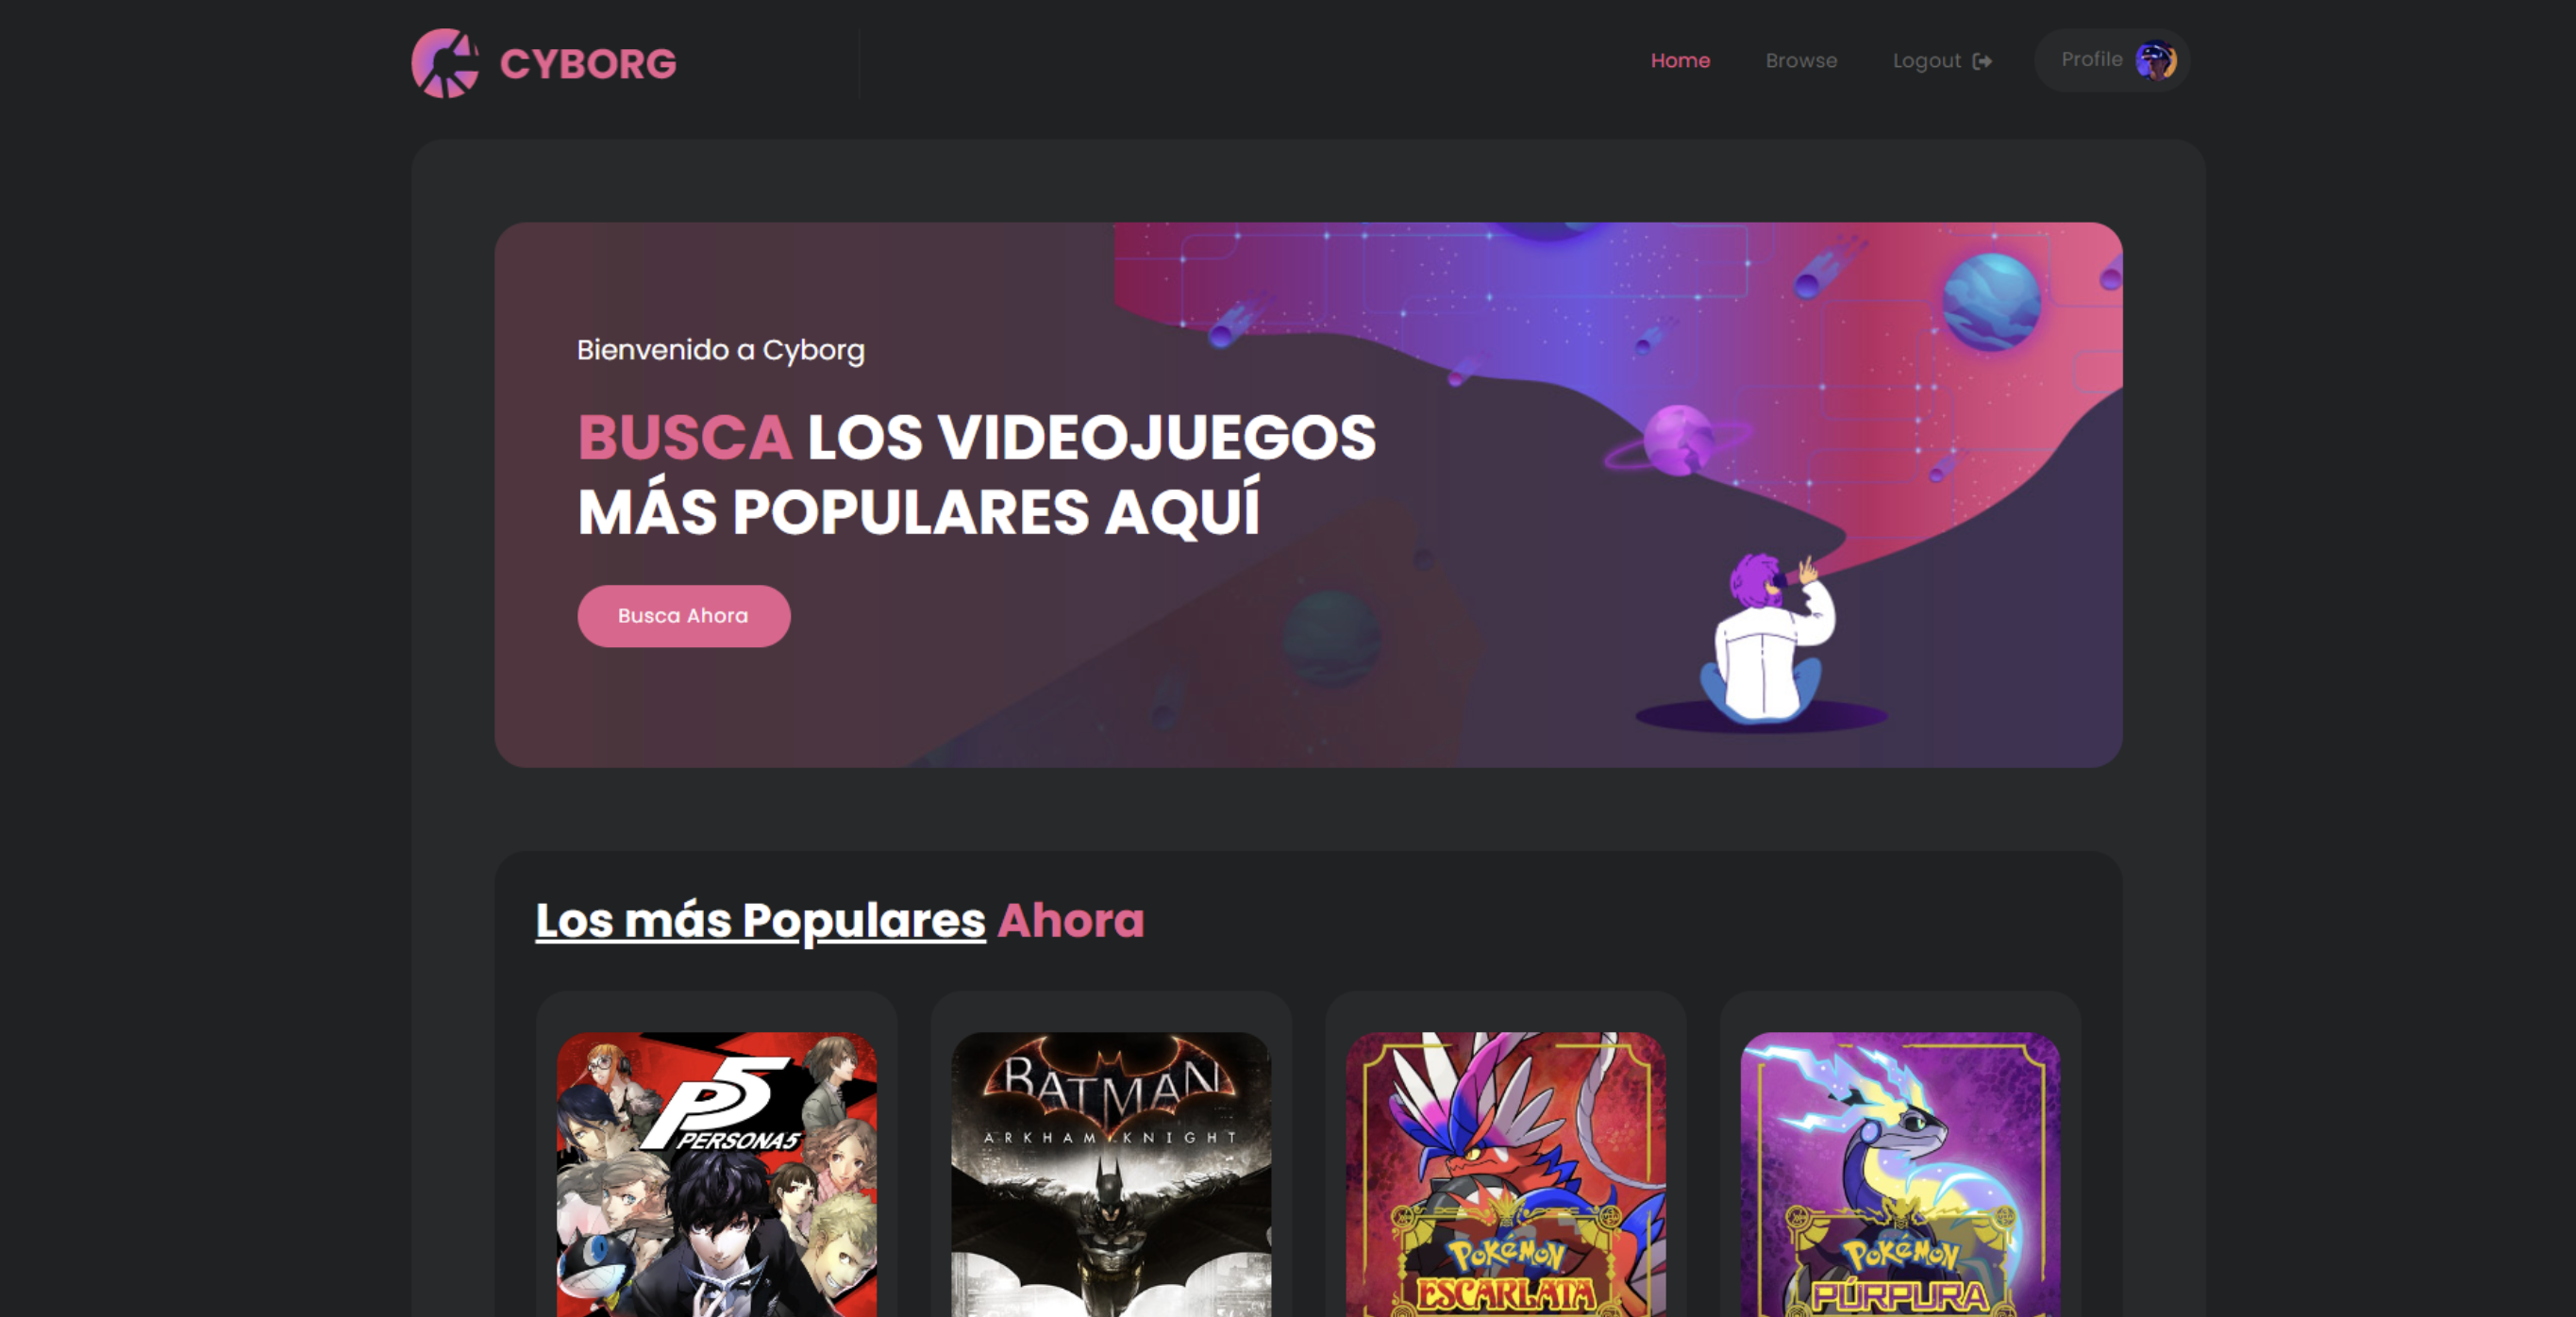 CYBORG
Home Browse Logout Profile
Bienvenido a Cyborg
BUSCA LOS VIDEOJUEGOS
MÁS POPULARES AQUÍ
Busca Ahora
Los más Populares Ahora
P5
PERSONA5
BATMAN
ARKHAM KNIGHT
POKÉMON
ESCARLATA
POKÉMON
PÚRPURA